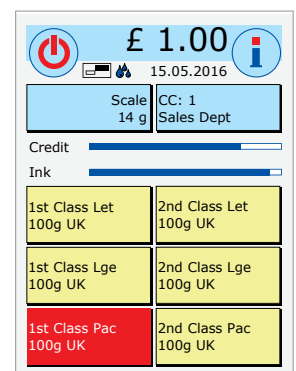 £ 1.00
15.05.2016
Scale
14 g
CC: 1
Sales Dept
Credit
Ink
1st Class Let
100g UK
2nd Class Let
100g UK
1st Class Lge
100g UK
2nd Class Lge
100g UK
1st Class Pac
100g UK
2nd Class Pac
100g UK